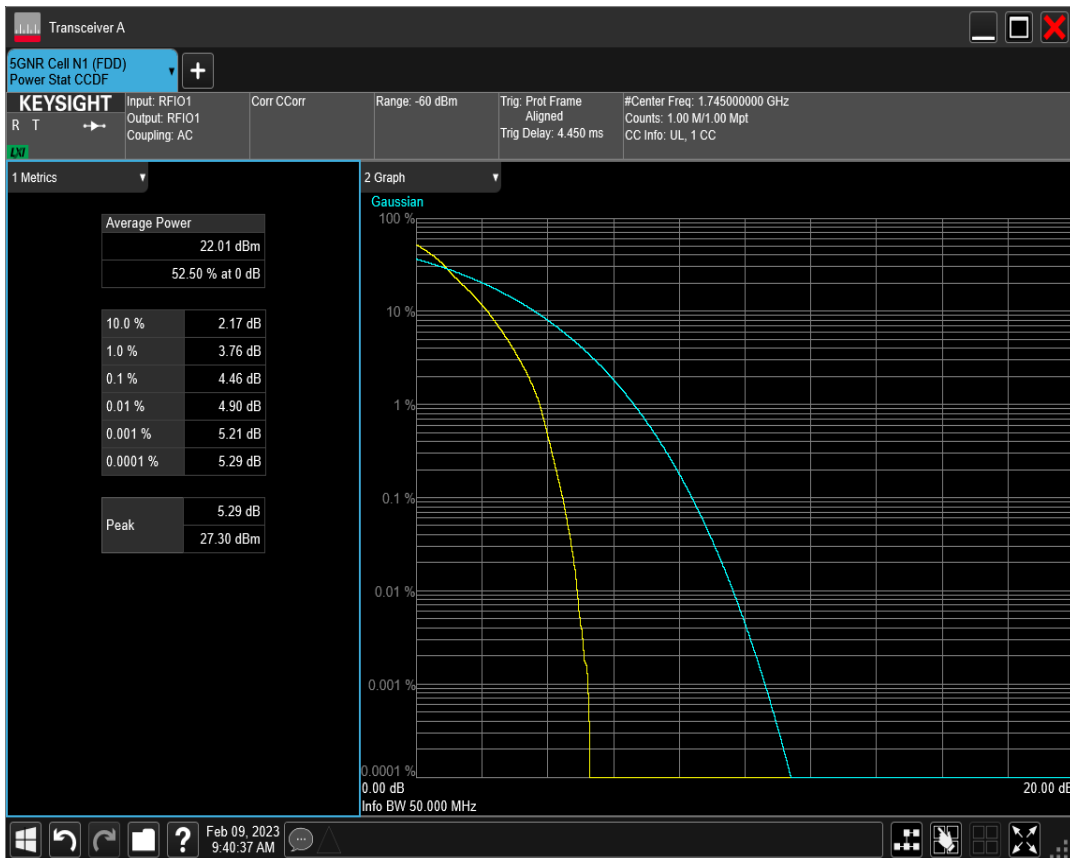 Transceiver A
5GNR Cell N1 (FDD)
Power Stat CCDF
+
KEYSIGHT
R T
LXI
Input: RFIO1
Output: RFIO1
Coupling: AC
Corr CCorr
Range: -60 dBm
Trig: Prot Frame
Aligned
Trig Delay: 4.450 ms
#Center Freq: 1.745000000 GHz
Counts: 1.00 M/1.00 Mpt
CC Info: UL, 1 CC
1 Metrics
Average Power
22.01 dBm
52.50 % at 0 dB
10.0 % 2.17 dB
1.0 % 3.76 dB
0.1 % 4.46 dB
0.01 % 4.90 dB
0.001 % 5.21 dB
0.0001 % 5.29 dB
Peak
5.29 dB
27.30 dBm
2 Graph
Gaussian
100 %
10 %
1 %
0.1 %
0.01 %
0.001 %
0.0001 %
0.00 dB
20.00 dB
Info BW 50.000 MHz
?
Feb 09, 2023
9:40:37 AM